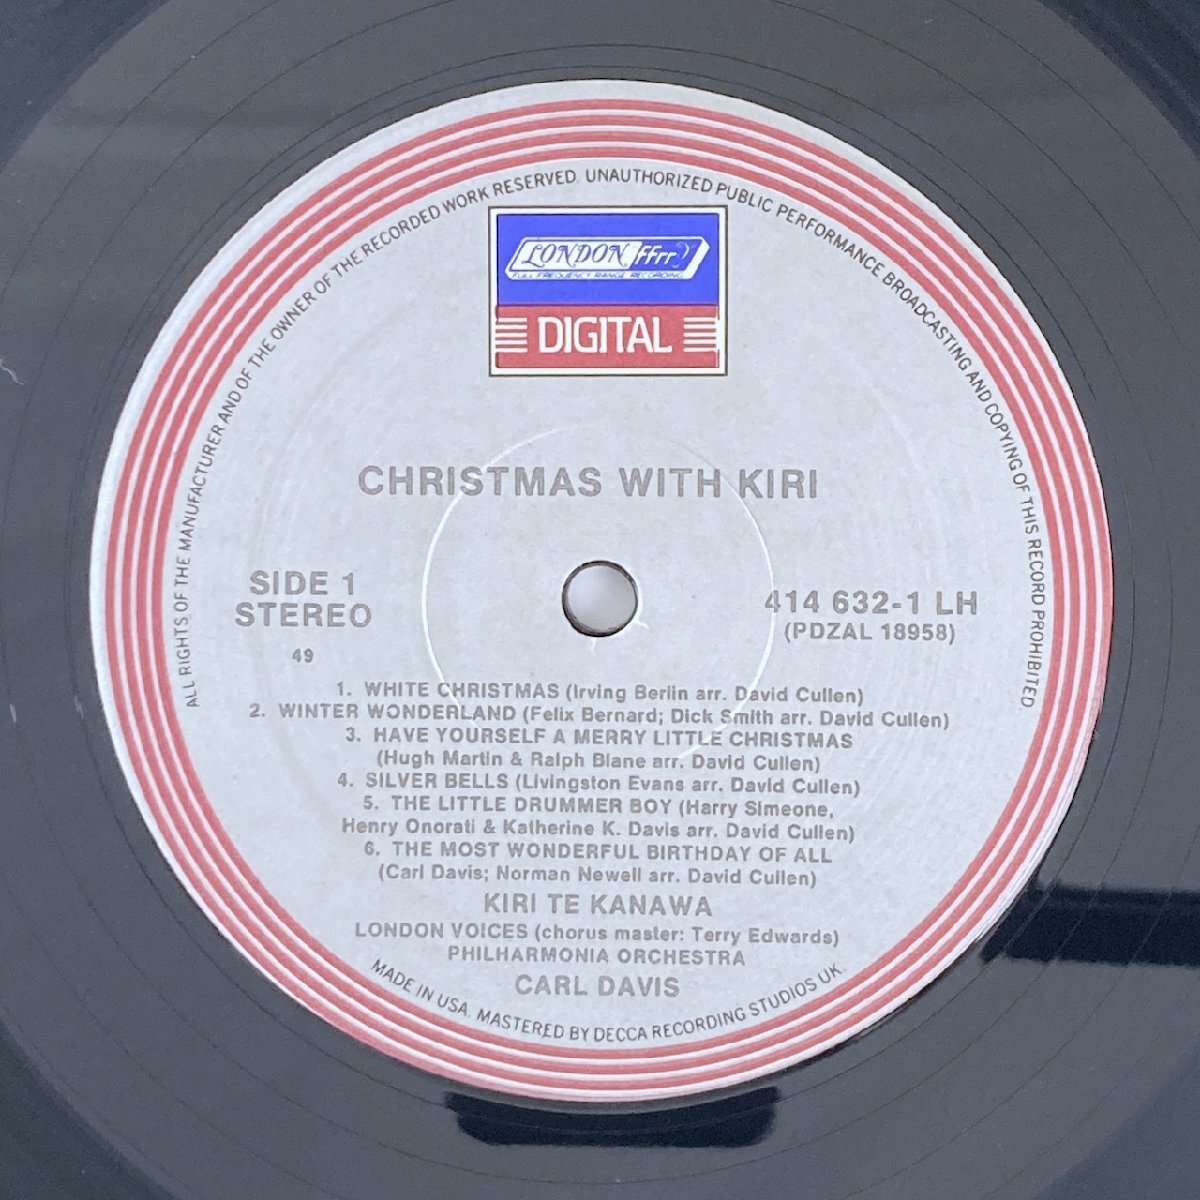 ALL RIGHTS OF THE MANUFACTURER AND OF THE OWNER OF THE RECORDED WORK RESERVED. UNAUTHORIZED PUBLIC PERFORMANCE BROADCASTING AND COPYING OF THIS RECORD PROHIBITED
LONDON ffrr
FULL FREQUENCY RANGE RECORDING
DIGITAL
CHRISTMAS WITH KIRI
SIDE 1
STEREO
49
414 632-1 LH
(PDZAL 18958)
1. WHITE CHRISTMAS (Irving Berlin arr. David Cullen)
2. WINTER WONDERLAND (Felix Bernard; Dick Smith arr. David Cullen)
3. HAVE YOURSELF A MERRY LITTLE CHRISTMAS
(Hugh Martin & Ralph Blane arr. David Cullen)
4. SILVER BELLS (Livingston Evans arr. David Cullen)
5. THE LITTLE DRUMMER BOY (Harry Simeone,
Henry Onorati & Katherine K. Davis arr. David Cullen)
6. THE MOST WONDERFUL BIRTHDAY OF ALL
(Carl Davis; Norman Newell arr. David Cullen)
KIRI TE KANAWA
LONDON VOICES (chorus master: Terry Edwards)
PHILHARMONIA ORCHESTRA
CARL DAVIS
MADE IN USA. MASTERED BY DECCA RECORDING STUDIOS UK.